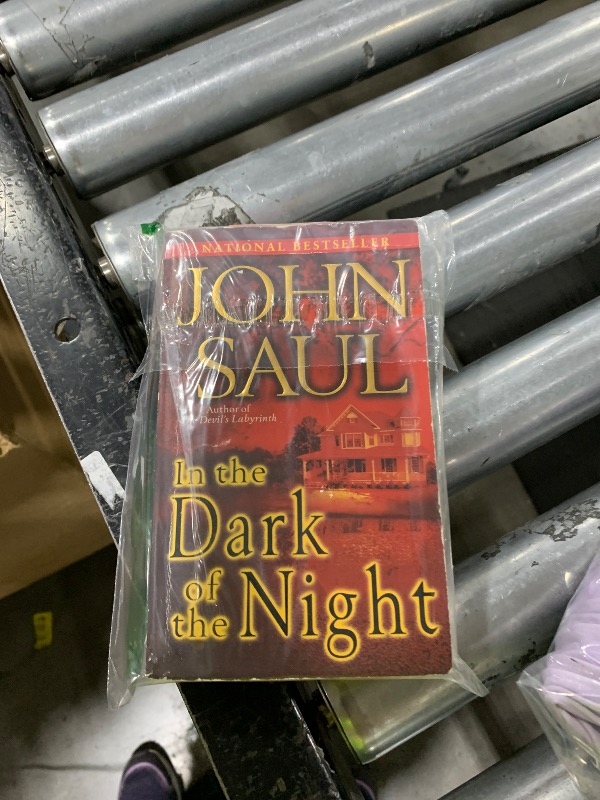 NATIONAL BESTSELLER
JOHN
SAUL
Author of
Devil's Labyrinth
In the
Dark
of
the Night